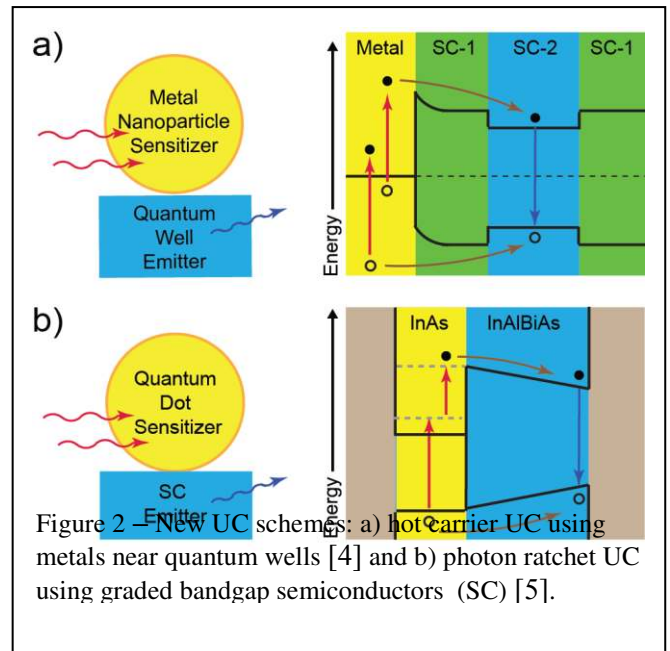 a)
Metal
Nanoparticle
Sensitizer
Quantum
Well
Emitter
Energy
Metal
SC-1
SC-2
SC-1
b)
Quantum
Dot
Sensitizer
SC
Emitter
Energy
InAs
InAlBiAs
Figure 2 – New UC schemes: a) hot carrier UC using
metals near quantum wells [4] and b) photon ratchet UC
using graded bandgap semiconductors (SC) [5].